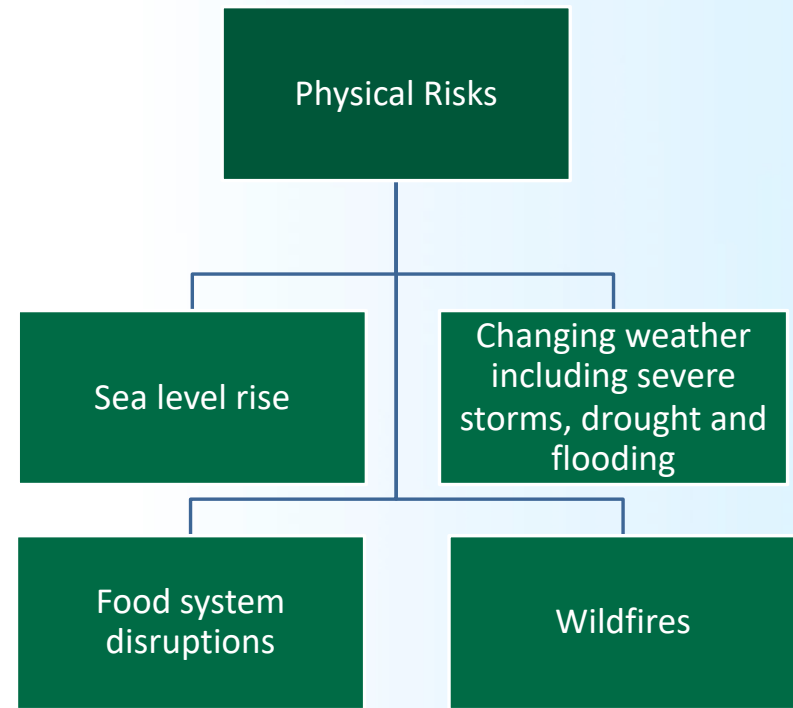 Physical Risks
Sea level rise
Changing weather
including severe
storms, drought and
flooding
Food system
disruptions
Wildfires